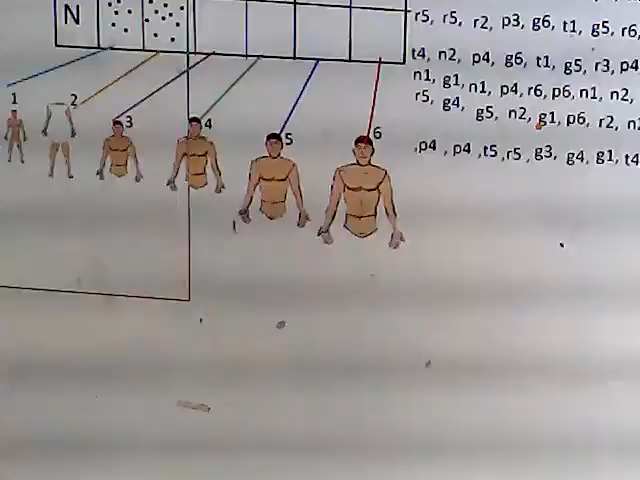 N
r5, r5, r2, p3, g6, t1, g5, r6,
t4, n2, p4, g6, t1, g5, r3, p4
n1, g1, n1, p4, r6, p6, n1, n2,
r5, g4, g5, n2, g1, p6, r2, n1
,p4 , p4 ,t5 ,r5 , g3, g4, g1, t4
1 2 3 4 5 6